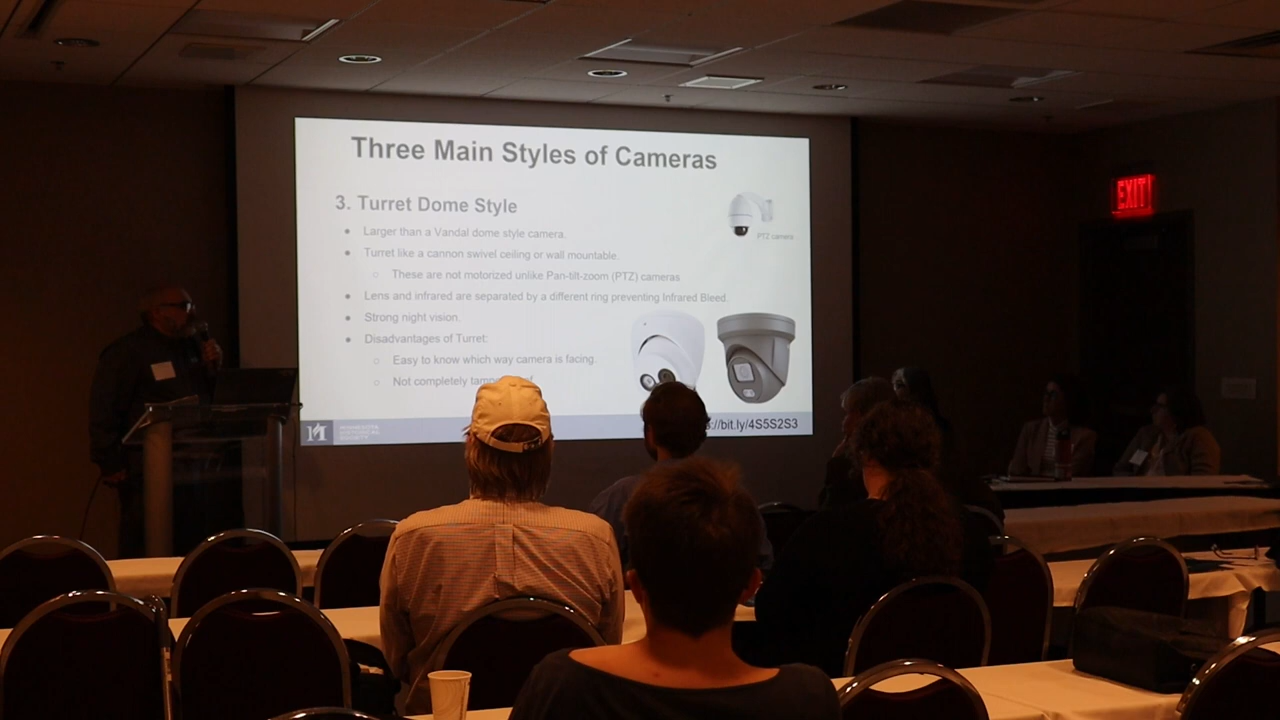 Three Main Styles of Cameras
3. Turret Dome Style
Larger than a Vandal dome style camera.
PTZ camera
Turret like a cannon swivel ceiling or wall mountable.
These are not motorized unlike Pan-tilt-zoom (PTZ) cameras
Lens and infrared are separated by a different ring preventing Infrared Bleed.
Strong night vision.
Disadvantages of Turret:
Easy to know which way camera is facing.
Not completely
MINNESOTA
HISTORICAL
SOCIETY
://bit.ly/4S5S2S3
EXIT